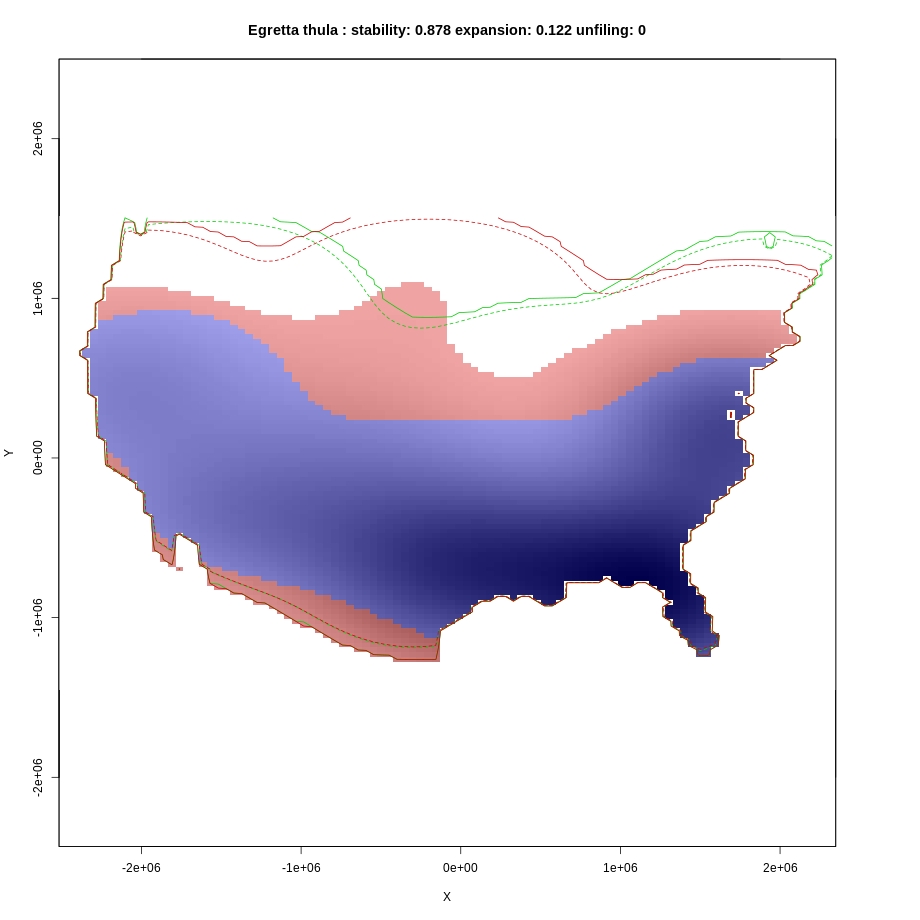 Egretta thula : stability: 0.878 expansion: 0.122 unfiling: 0
2e+06
1e+06
0e+00
-1e+06
-2e+06
Y
-2e+06 -1e+06 0e+00 1e+06 2e+06
X